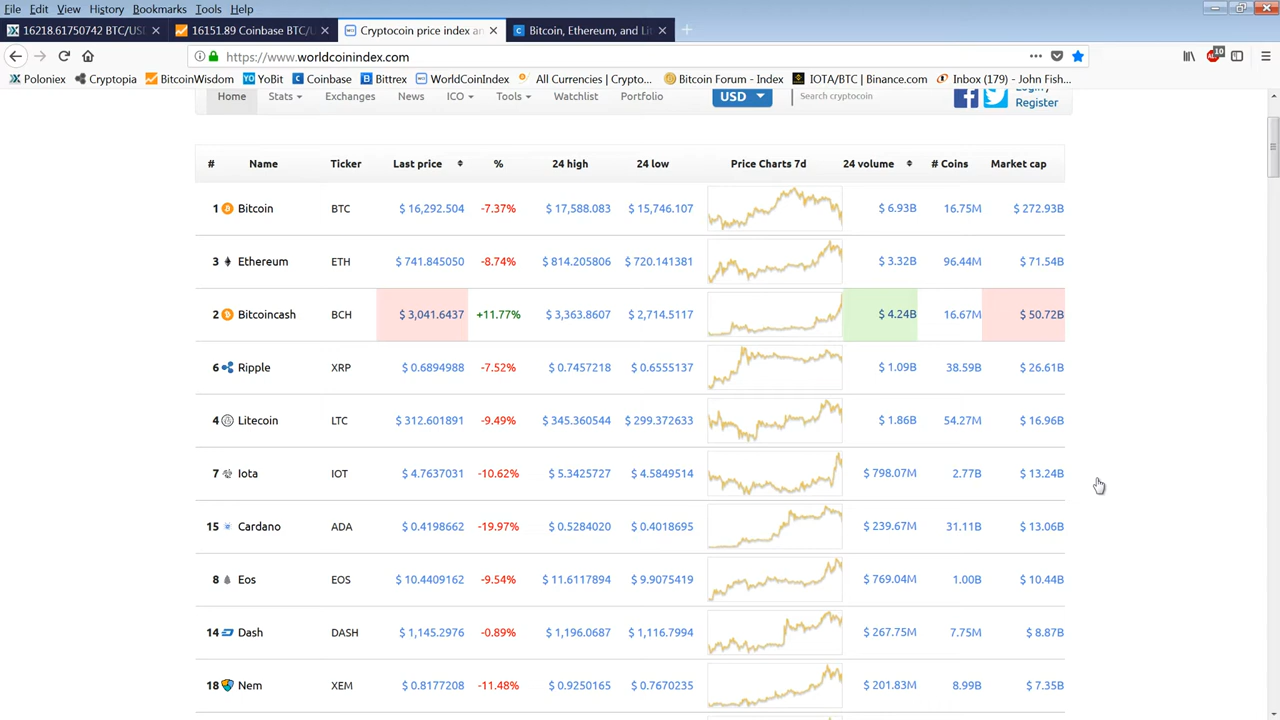 File Edit View History Bookmarks Tools Help
16218.61750742 BTC/US
16151.89 Coinbase BTC/
Cryptocoin price index an
Bitcoin, Ethereum, and Li
https://www.worldcoinindex.com
10
Poloniex Cryptopia BitcoinWisdom YoBit Coinbase Bittrex WorldCoinIndex All Currencies | Crypto... Bitcoin Forum - Index IOTA/BTC | Binance.com Inbox (179) - John Fish...
Home Stats Exchanges News ICO Tools Watchlist Portfolio USD Search cryptocoin
Login
Register
# Name Ticker Last price % 24 high 24 low Price Charts 7d 24 volume # Coins Market cap
1 Bitcoin BTC $ 16,292.504 -7.37% $ 17,588.083 $ 15,746.107 $ 6.93B 16.75M $ 272.93B
3 Ethereum ETH $ 741.845050 -8.74% $ 814.205806 $ 720.141381 $ 3.32B 96.44M $ 71.54B
2 Bitcoincash BCH $ 3,041.6437 +11.77% $ 3,363.8607 $ 2,714.5117 $ 4.24B 16.67M $ 50.72B
6 Ripple XRP $ 0.6894988 -7.52% $ 0.7457218 $ 0.6555137 $ 1.09B 38.59B $ 26.61B
4 Litecoin LTC $ 312.601891 -9.49% $ 345.360544 $ 299.372633 $ 1.86B 54.27M $ 16.96B
7 Iota IOT $ 4.7637031 -10.62% $ 5.3425727 $ 4.5849514 $ 798.07M 2.77B $ 13.24B
15 Cardano ADA $ 0.4198662 -19.97% $ 0.5284020 $ 0.4018695 $ 239.67M 31.11B $ 13.06B
8 Eos EOS $ 10.4409162 -9.54% $ 11.6117894 $ 9.9075419 $ 769.04M 1.00B $ 10.44B
14 Dash DASH $ 1,145.2976 -0.89% $ 1,196.0687 $ 1,116.7994 $ 267.75M 7.75M $ 8.87B
18 Nem XEM $ 0.8177208 -11.48% $ 0.9250165 $ 0.7670235 $ 201.83M 8.99B $ 7.35B